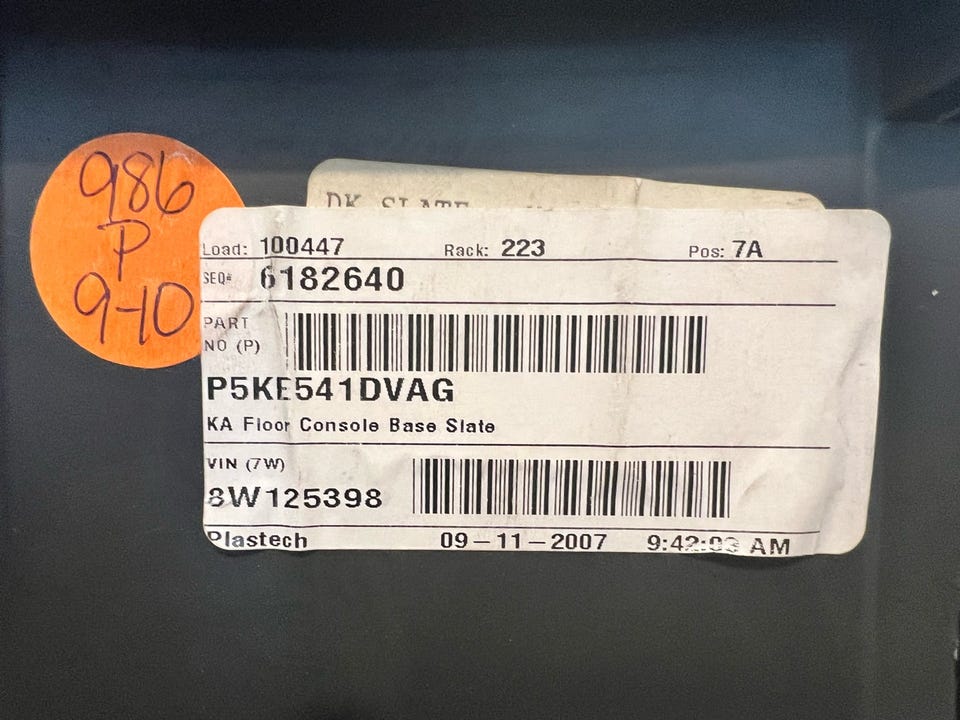 986
P
9-10
DK SLATE
Load: 100447 Rack: 223 Pos: 7A
SEQ# 6182640
PART
NO (P)
P5KE541DVAG
KA Floor Console Base Slate
VIN (7W)
8W125398
Plastech 09-11-2007 9:42:03 AM